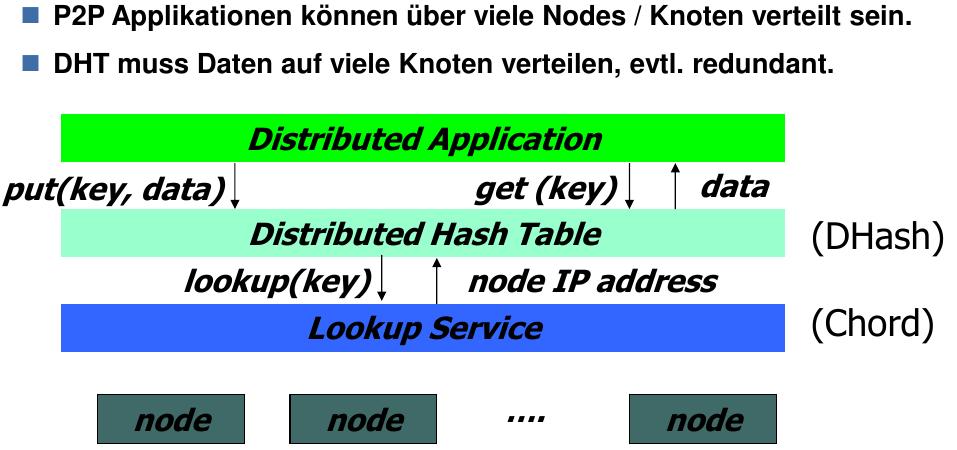 P2P Applikationen können über viele Nodes / Knoten verteilt sein.
DHT muss Daten auf viele Knoten verteilen, evtl. redundant.
Distributed Application
put(key, data) get (key) data
Distributed Hash Table (DHash)
lookup(key) node IP address
Lookup Service (Chord)
node node .... node